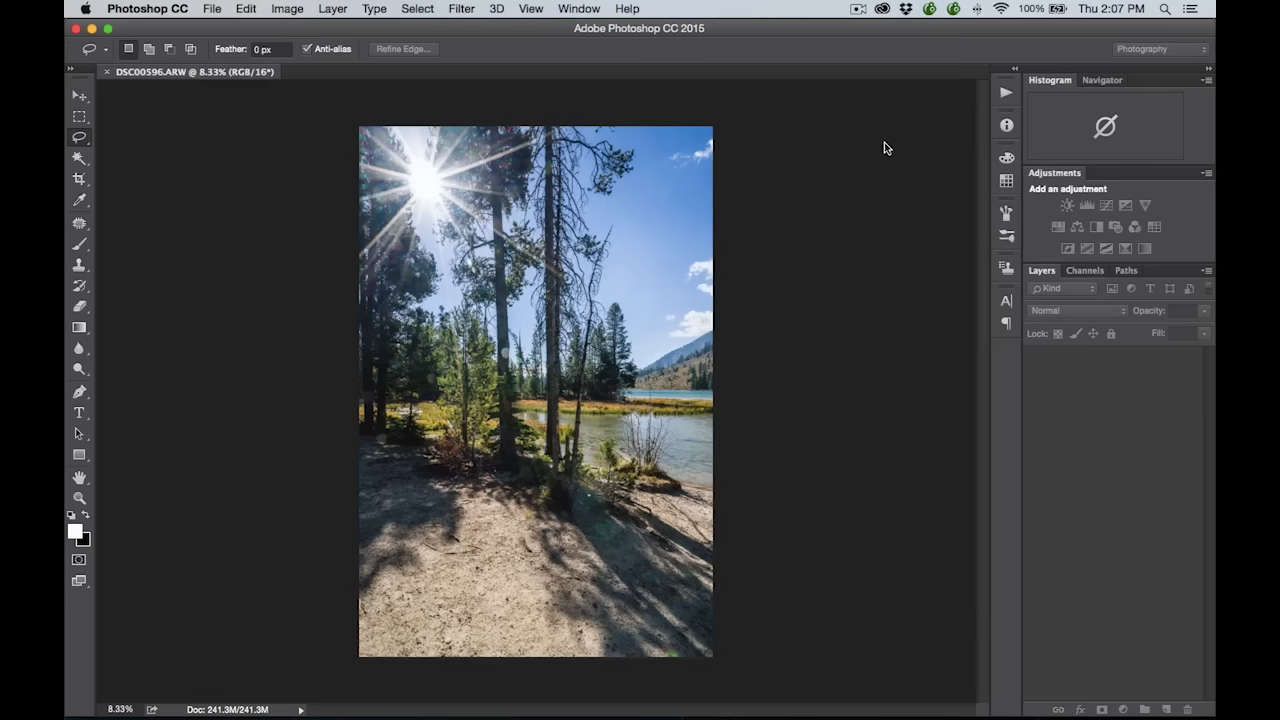 Photoshop CC File Edit Image Layer Type Select Filter 3D View Window Help 100% Thu 2:07 PM
Adobe Photoshop CC 2015
Feather: 0 px Anti-alias Refine Edge... Photography
× DSC00596.ARW @ 8.33% (RGB/16*)
Histogram Navigator
Adjustments
Add an adjustment
Layers Channels Paths
Kind
Normal Opacity:
Lock: Fill:
8.33% Doc: 241.3M/241.3M